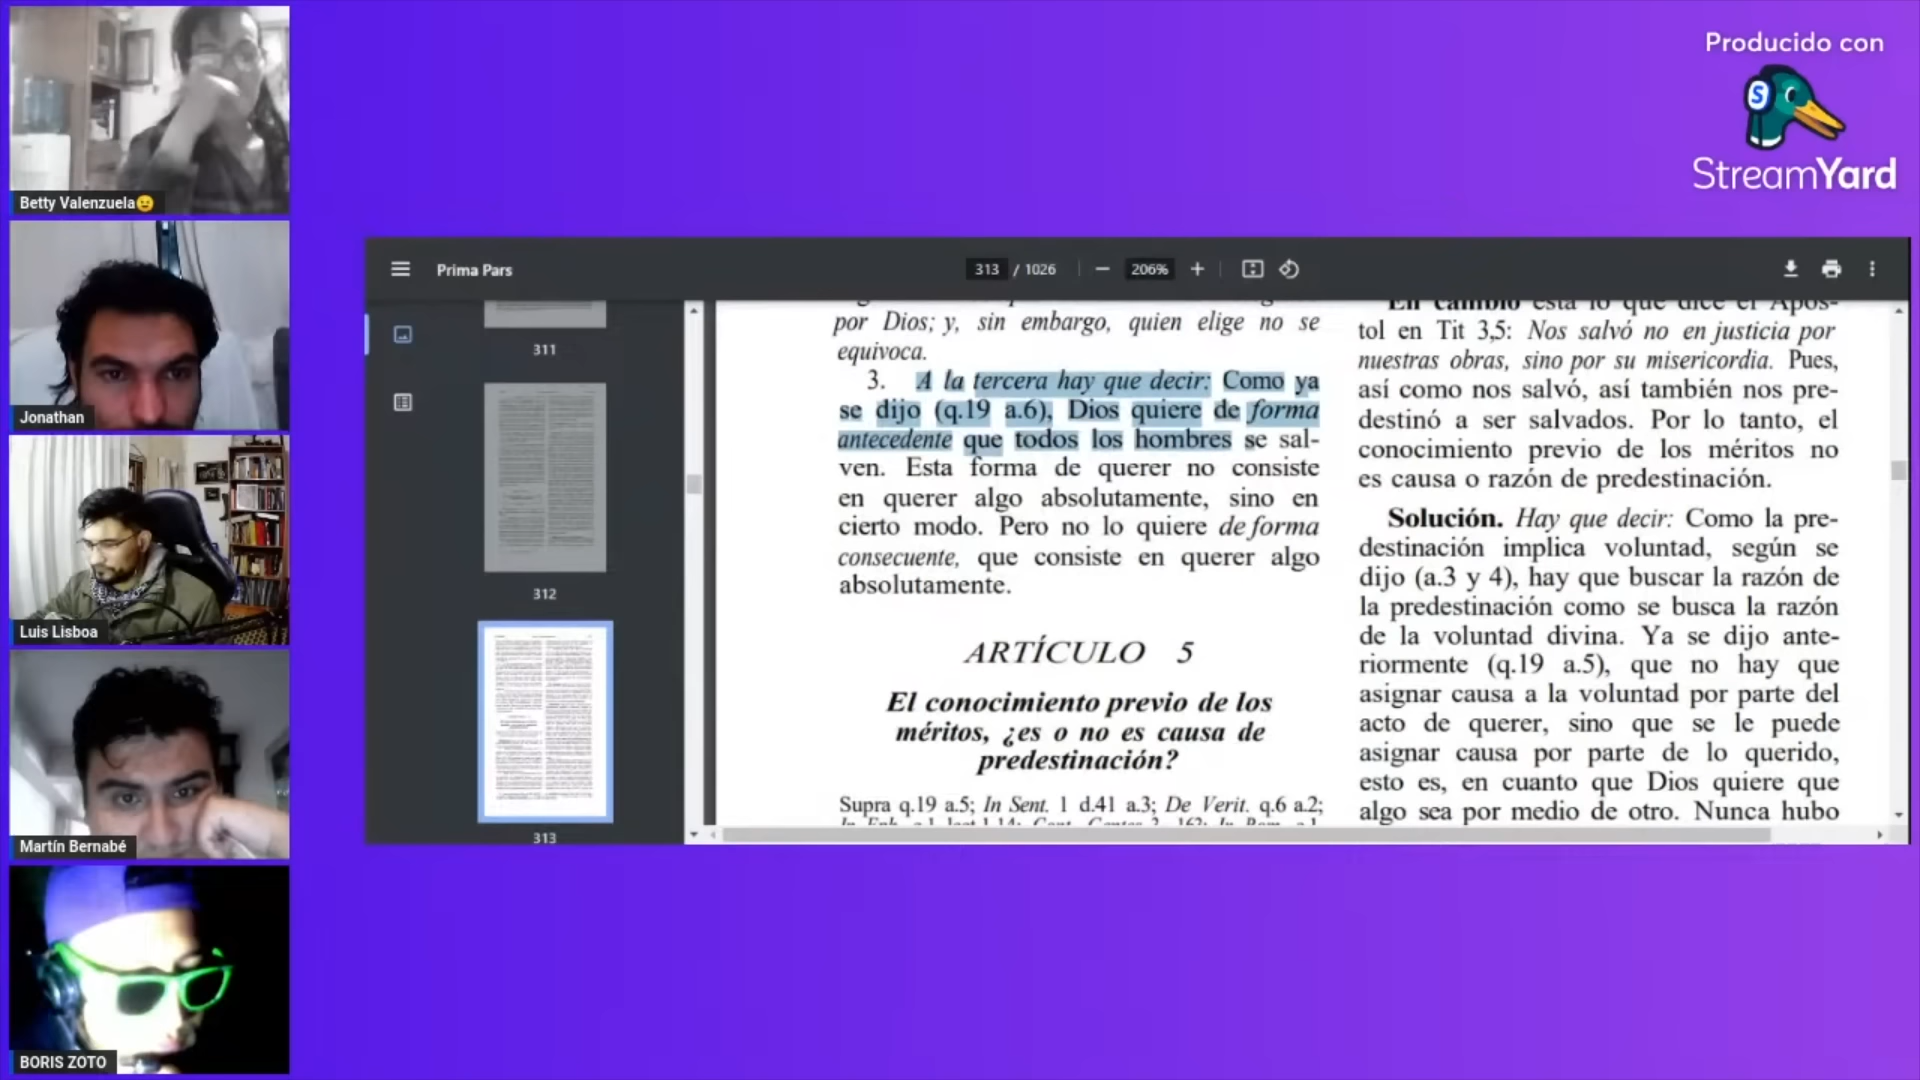 Producido con
StreamYard
Betty Valenzuela😐
Jonathan
Luis Lisboa
Martín Bernabé
BORIS ZOTO
Prima Pars
313 / 1026
206%
311
312
313
por Dios; y, sin embargo, quien elige no se
equivoca.
3. A la tercera hay que decir: Como ya
se dijo (q.19 a.6), Dios quiere de forma
antecedente que todos los hombres se sal-
ven. Esta forma de querer no consiste
en querer algo absolutamente, sino en
cierto modo. Pero no lo quiere de forma
consecuente, que consiste en querer algo
absolutamente.
ARTÍCULO 5
El conocimiento previo de los
méritos, ¿es o no es causa de
predestinación?
Supra q.19 a.5; In Sent. 1 d.41 a.3; De Verit. q.6 a.2;
En cambio está lo que dice el Após-
tol en Tit 3,5: Nos salvó no en justicia por
nuestras obras, sino por su misericordia. Pues,
así como nos salvó, así también nos pre-
destinó a ser salvados. Por lo tanto, el
conocimiento previo de los méritos no
es causa o razón de predestinación.
Solución. Hay que decir: Como la pre-
destinación implica voluntad, según se
dijo (a.3 y 4), hay que buscar la razón de
la predestinación como se busca la razón
de la voluntad divina. Ya se dijo ante-
riormente (q.19 a.5), que no hay que
asignar causa a la voluntad por parte del
acto de querer, sino que se le puede
asignar causa por parte de lo querido,
esto es, en cuanto que Dios quiere que
algo sea por medio de otro. Nunca hubo